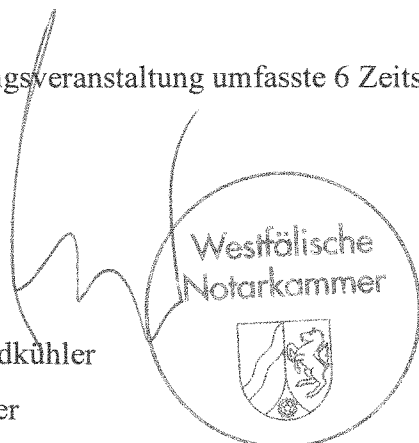 ngsveranstaltung umfasste 6 Zeits
Westfälische
Notarkammer
dkühler
er